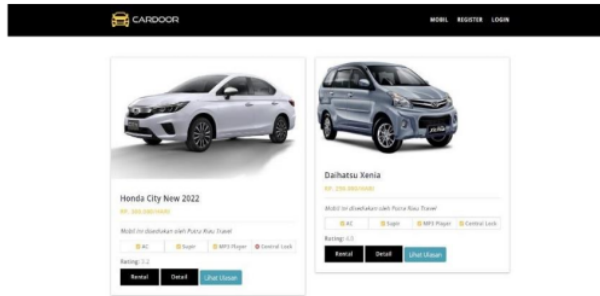 CARDOOR
MOBIL REGISTER LOGIN
Honda City New 2022
Mobil ini disediakan oleh Putra Riau Travel
AC Supir MP3 Player Central Lock
Rating:
Rental Detail Lihat Ulasan
Daihatsu Xenia
Mobil ini disediakan oleh Putra Riau Travel
AC Supir MP3 Player Central Lock
Rating:
Rental Detail Lihat Ulasan